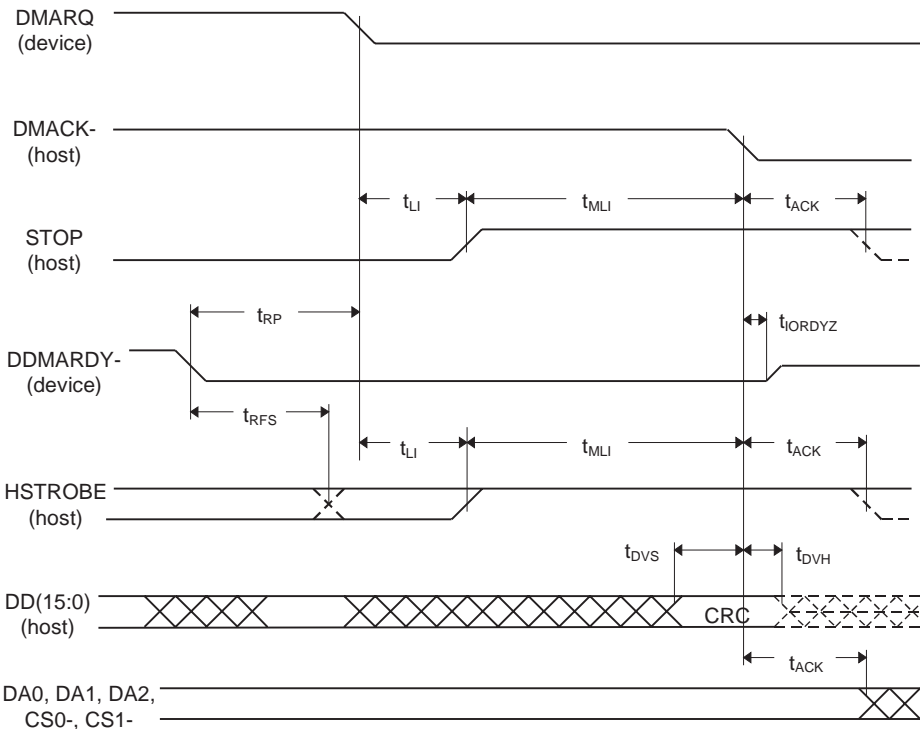 DMARQ
(device)
DMACK-
(host)
tLI
tMLI
tACK
STOP
(host)
tRP
tIORDYZ
DDMARDY-
(device)
tRFS
tLI
tMLI
tACK
HSTROBE
(host)
tDVS
tDVH
DD(15:0)
(host)
CRC
tACK
DA0, DA1, DA2,
CS0-, CS1-